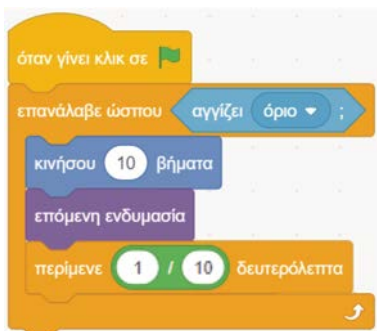 όταν γίνει κλικ σε
επανάλαβε ώσπου αγγίζει όριο ;
κινήσου 10 βήματα
επόμενη ενδυμασία
περίμενε 1 / 10 δευτερόλεπτα